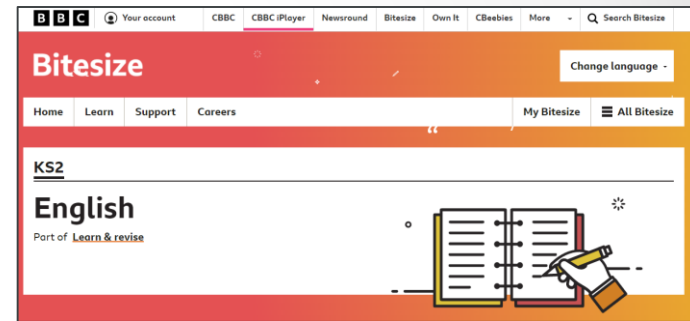 BBC Your account CBBC CBBC iPlayer Newsround Bitesize Own It CBeebies More Search Bitesize
Bitesize
Change language
Home Learn Support Careers My Bitesize All Bitesize
KS2
English
Part of Learn & revise